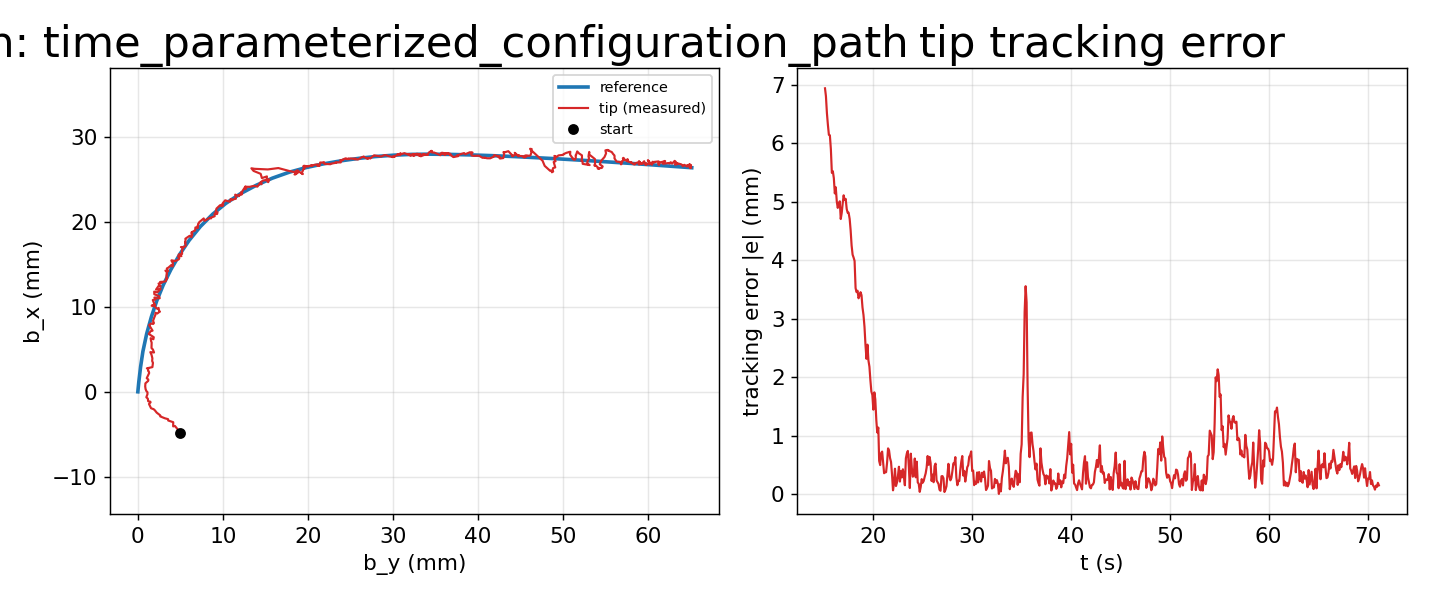 n: time_parameterized_configuration_path
tip tracking error
reference
tip (measured)
start
b_x (mm)
30
20
10
0
−10
0 10 20 30 40 50 60
b_y (mm)
tracking error |e| (mm)
7
6
5
4
3
2
1
0
20 30 40 50 60 70
t (s)